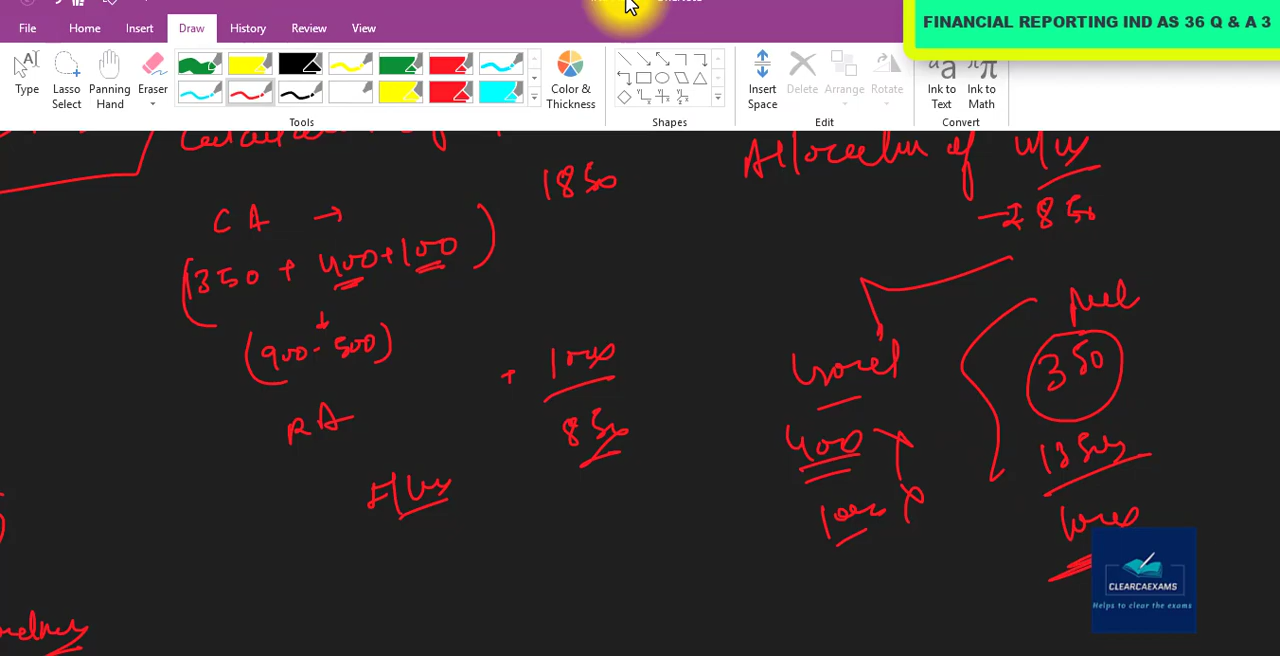 File Home Insert Draw History Review View
FINANCIAL REPORTING IND AS 36 Q & A 3
Type
Lasso Select
Panning Hand
Eraser
Color & Thickness
Insert Space
Delete
Arrange
Rotate
Ink to Text
Ink to Math
Tools
Shapes
Edit
Convert
Allocation of
1850
CA →
(1350 + 400 + 100)
(900 - 500)
RA
+ 1000
850
850
400
1000
350
1350
1000
CLEARCAEXAMS
Helps to clear the exams